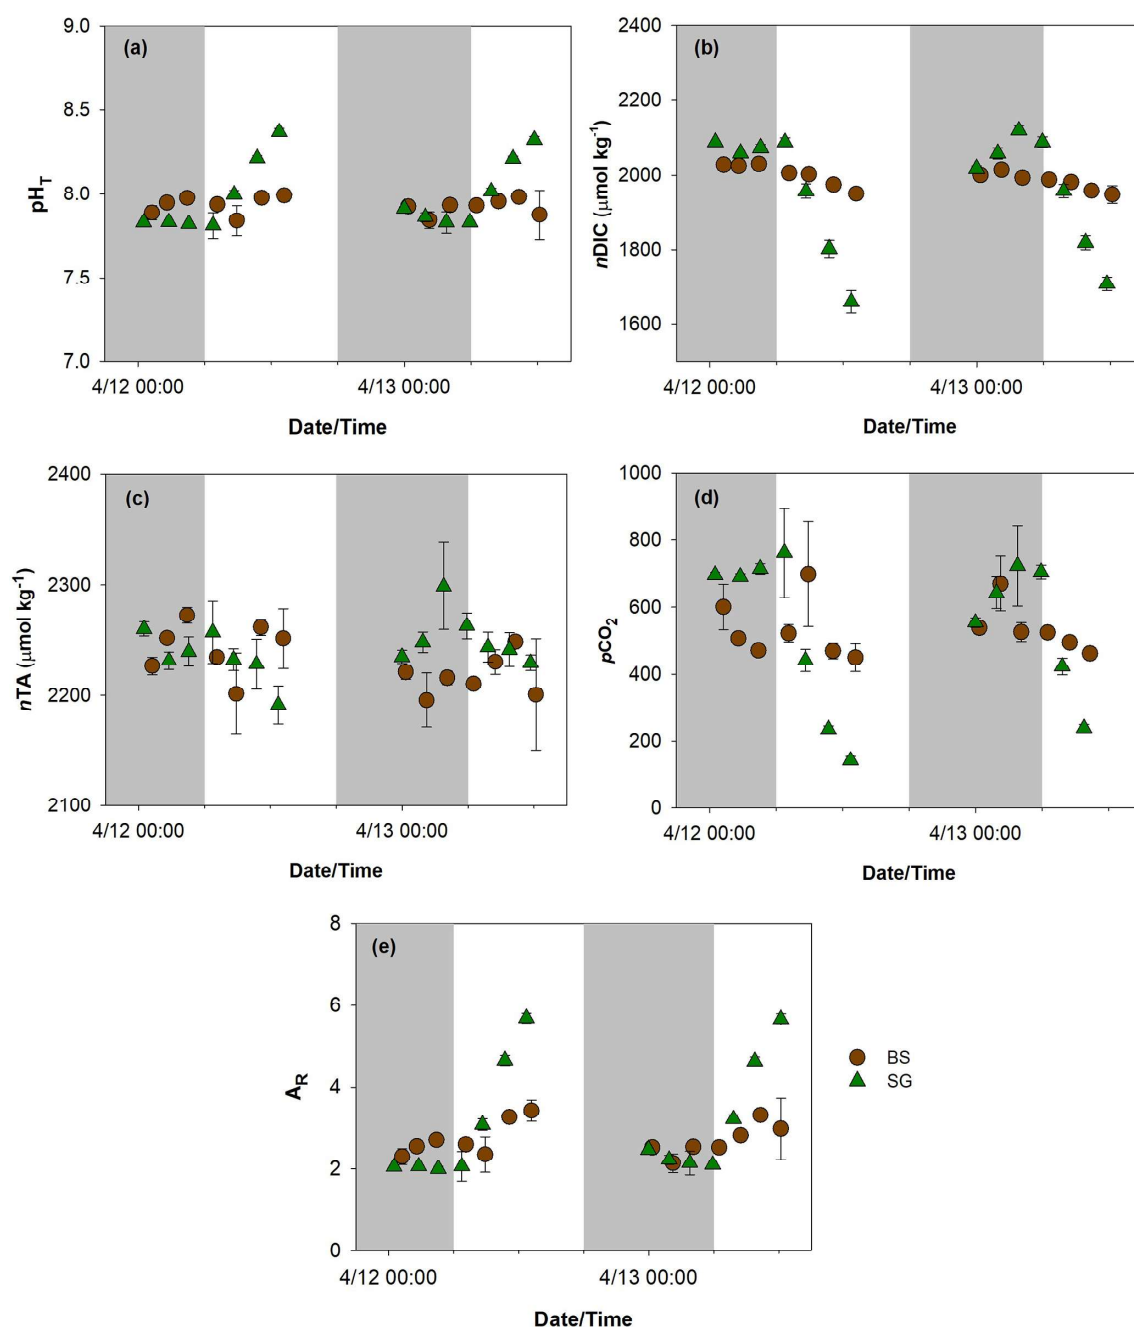 (a)
9.0
8.5
8.0
7.5
7.0
pHT
4/12 00:00
4/13 00:00
Date/Time
(b)
2400
2200
2000
1800
1600
nDIC (μmol kg-1)
4/12 00:00
4/13 00:00
Date/Time
(c)
2400
2300
2200
2100
nTA (μmol kg-1)
4/12 00:00
4/13 00:00
Date/Time
(d)
1000
800
600
400
200
0
pCO2
4/12 00:00
4/13 00:00
Date/Time
(e)
8
6
4
2
0
AR
4/12 00:00
4/13 00:00
Date/Time
BS
SG